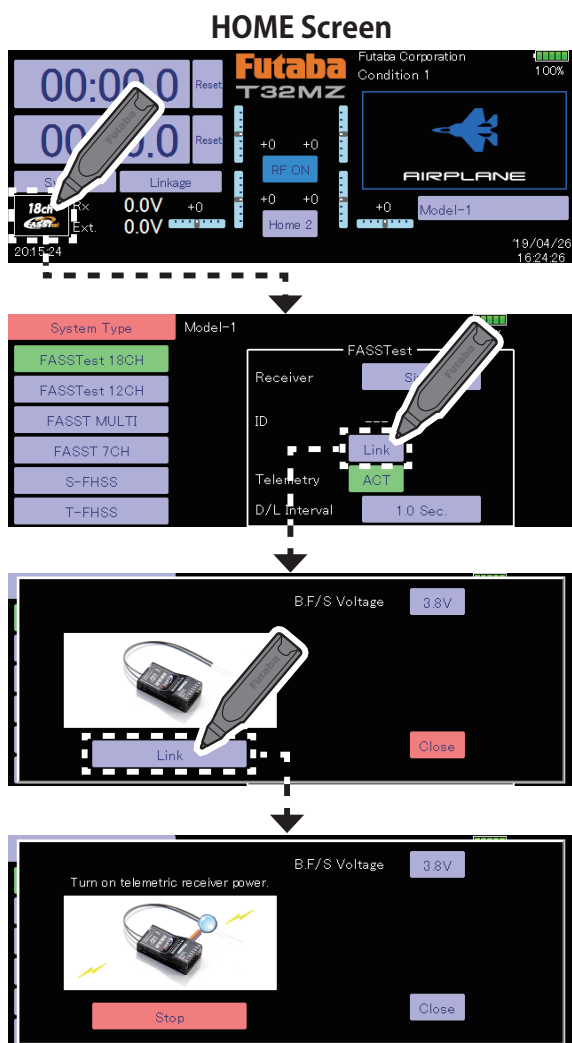 HOME Screen
00:00.0 Reset
Futaba
T32MZ
Futaba Corporation
Condition 1
100%
Reset
+0 +0
RF ON
AIRPLANE
Linkage
18ch
FASSTest
Rx 0.0V
Ext. 0.0V
+0
+0 +0
Home 2
+0
Model-1
20:15:24
'19/04/26
16:24:26
Futaba
System Type
Model-1
FASSTest 18CH
FASSTest 12CH
FASST MULTI
FASST 7CH
S-FHSS
T-FHSS
FASSTest
Receiver
ID ---
Link
Telemetry ACT
D/L Interval 1.0 Sec.
Futaba
B.F/S Voltage 3.8V
Futaba
Link
Close
B.F/S Voltage 3.8V
Turn on telemetric receiver power.
Stop
Close